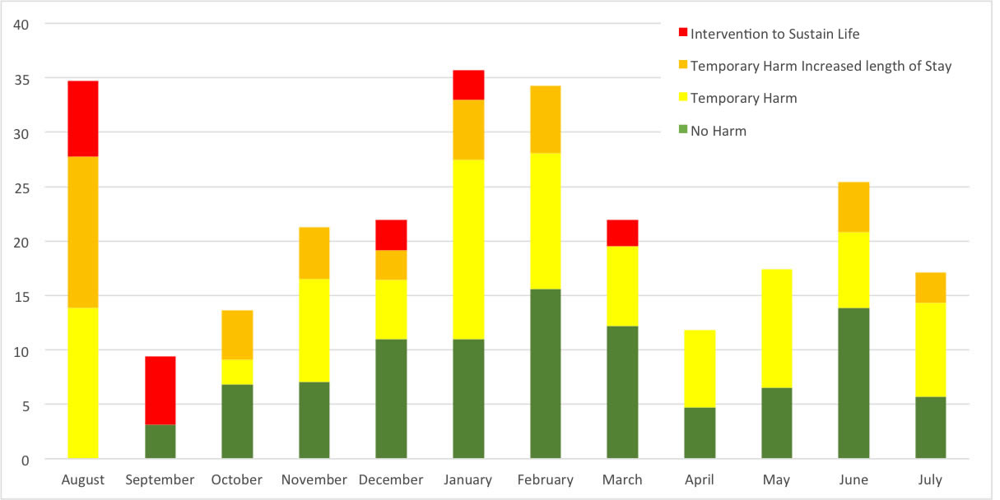 40
35
30
25
20
15
10
5
0
Intervention to Sustain Life
Temporary Harm Increased length of Stay
Temporary Harm
No Harm
August September October November December January February March April May June July